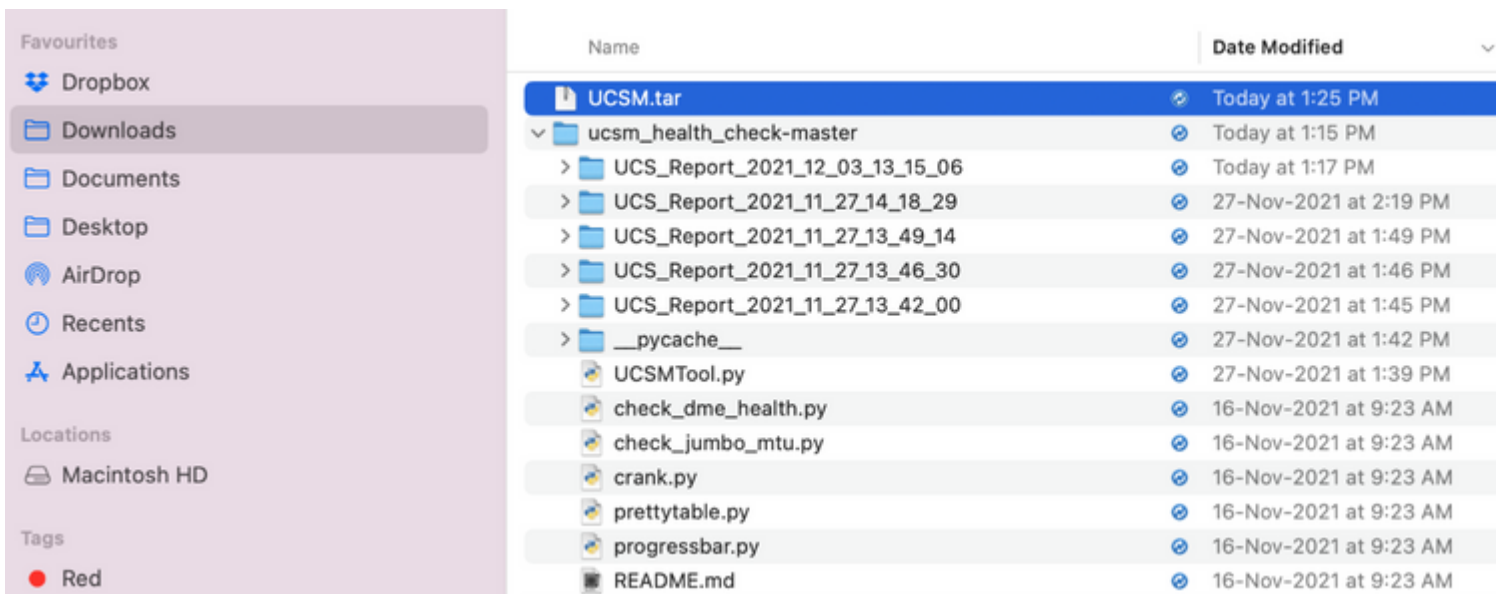 Favourites
Dropbox
Downloads
Documents
Desktop
AirDrop
Recents
Applications
Locations
Macintosh HD
Tags
Red
Name Date Modified
UCSM.tar Today at 1:25 PM
ucsm_health_check-master Today at 1:15 PM
UCS_Report_2021_12_03_13_15_06 Today at 1:17 PM
UCS_Report_2021_11_27_14_18_29 27-Nov-2021 at 2:19 PM
UCS_Report_2021_11_27_13_49_14 27-Nov-2021 at 1:49 PM
UCS_Report_2021_11_27_13_46_30 27-Nov-2021 at 1:46 PM
UCS_Report_2021_11_27_13_42_00 27-Nov-2021 at 1:45 PM
__pycache__ 27-Nov-2021 at 1:42 PM
UCSMTool.py 27-Nov-2021 at 1:39 PM
check_dme_health.py 16-Nov-2021 at 9:23 AM
check_jumbo_mtu.py 16-Nov-2021 at 9:23 AM
crank.py 16-Nov-2021 at 9:23 AM
prettytable.py 16-Nov-2021 at 9:23 AM
progressbar.py 16-Nov-2021 at 9:23 AM
README.md 16-Nov-2021 at 9:23 AM